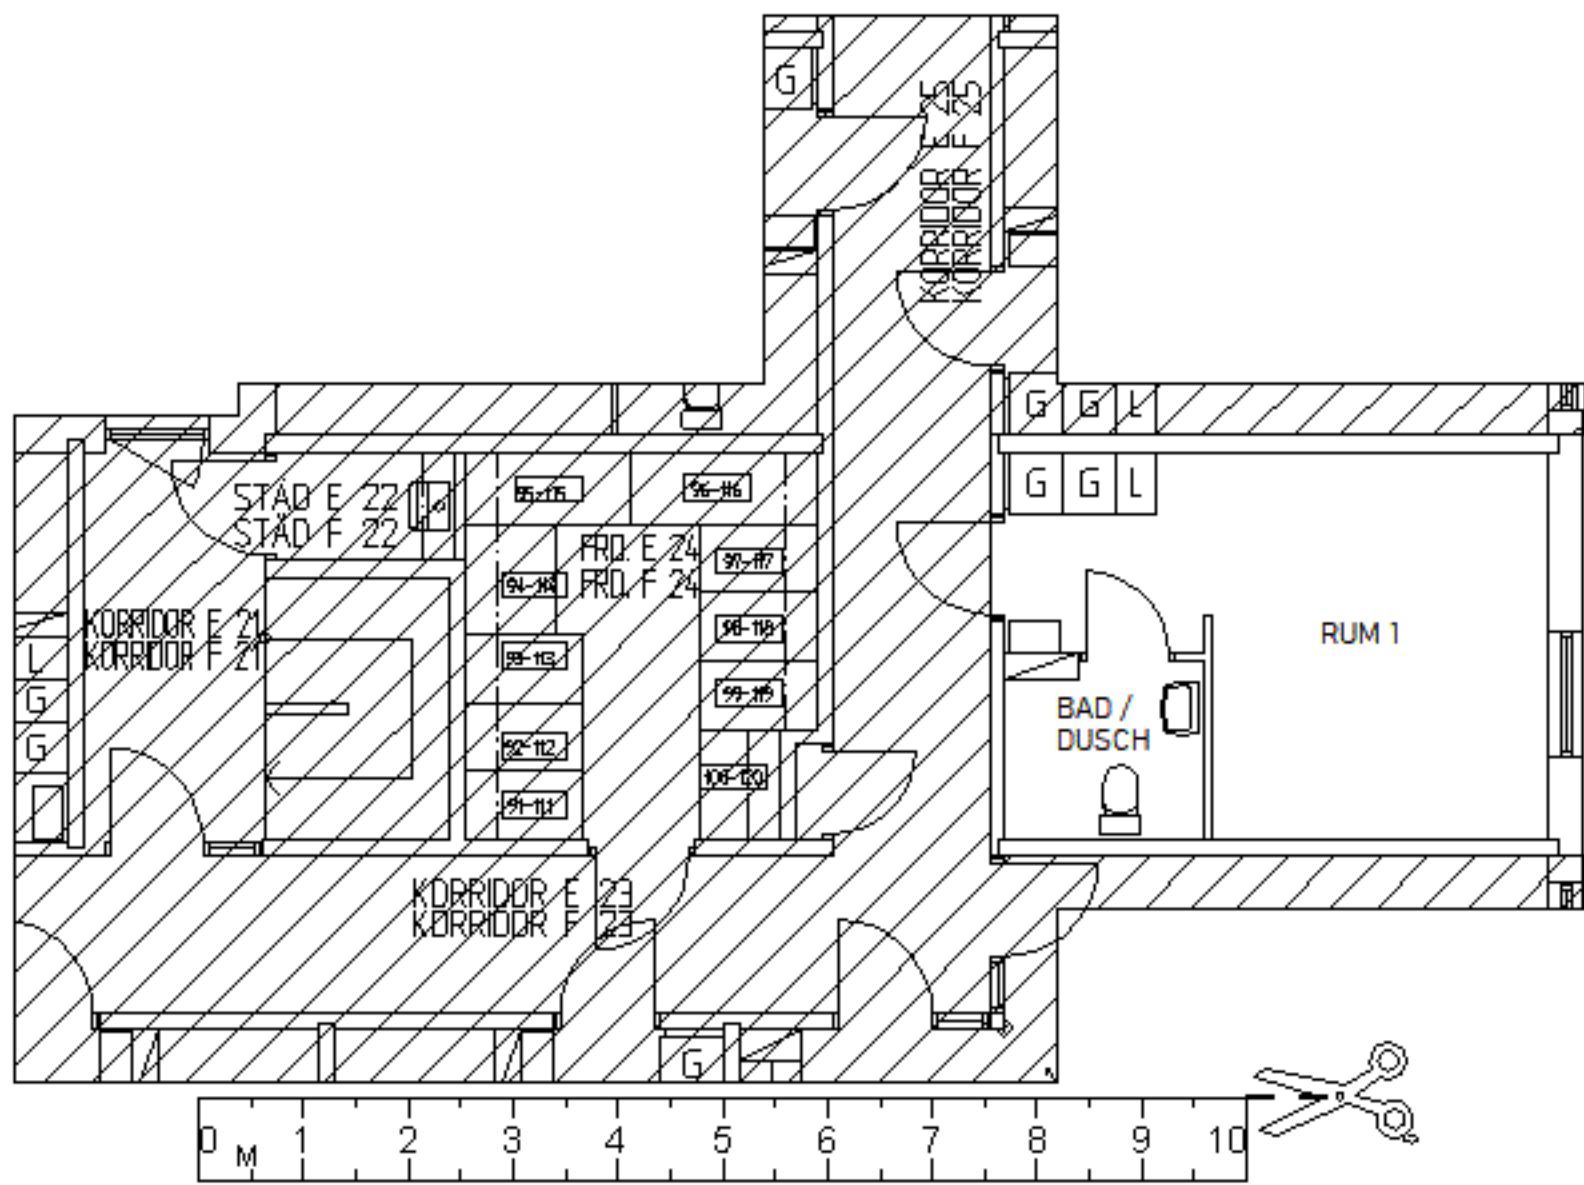 G
KORRIDOR E 25
KORRIDOR F 25
G G L
G G L
STÄD E 22
STÄD F 22
95-115
96-116
FRD. E 24
FRD. F 24
97-117
94-114
98-118
KORRIDOR E 21
KORRIDOR F 21
RUM 1
93-113
99-119
L
G
G
BAD /
DUSCH
92-112
100-120
91-111
KORRIDOR E 23
KORRIDOR F 23
G
0 1 2 3 4 5 6 7 8 9 10
M